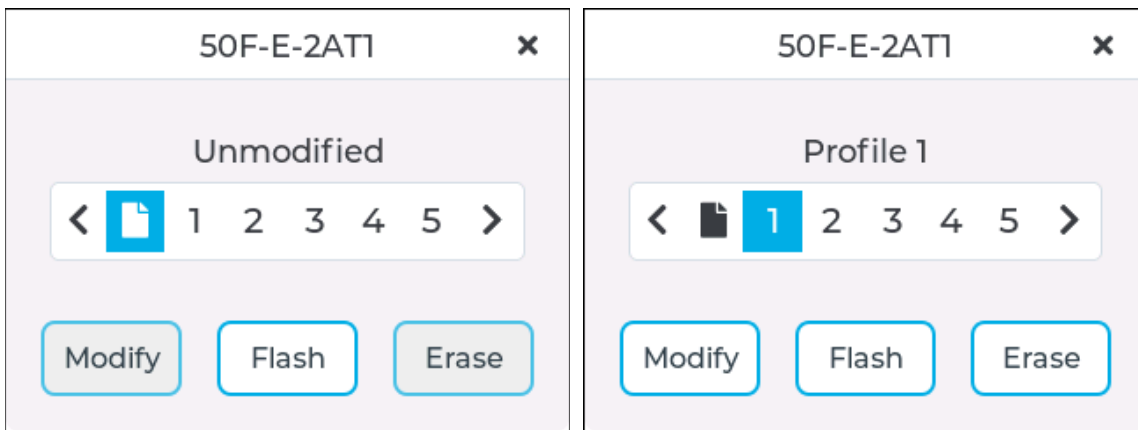 50F-E-2AT1
Unmodified
1 2 3 4 5
Modify Flash Erase
50F-E-2AT1
Profile 1
1 2 3 4 5
Modify Flash Erase